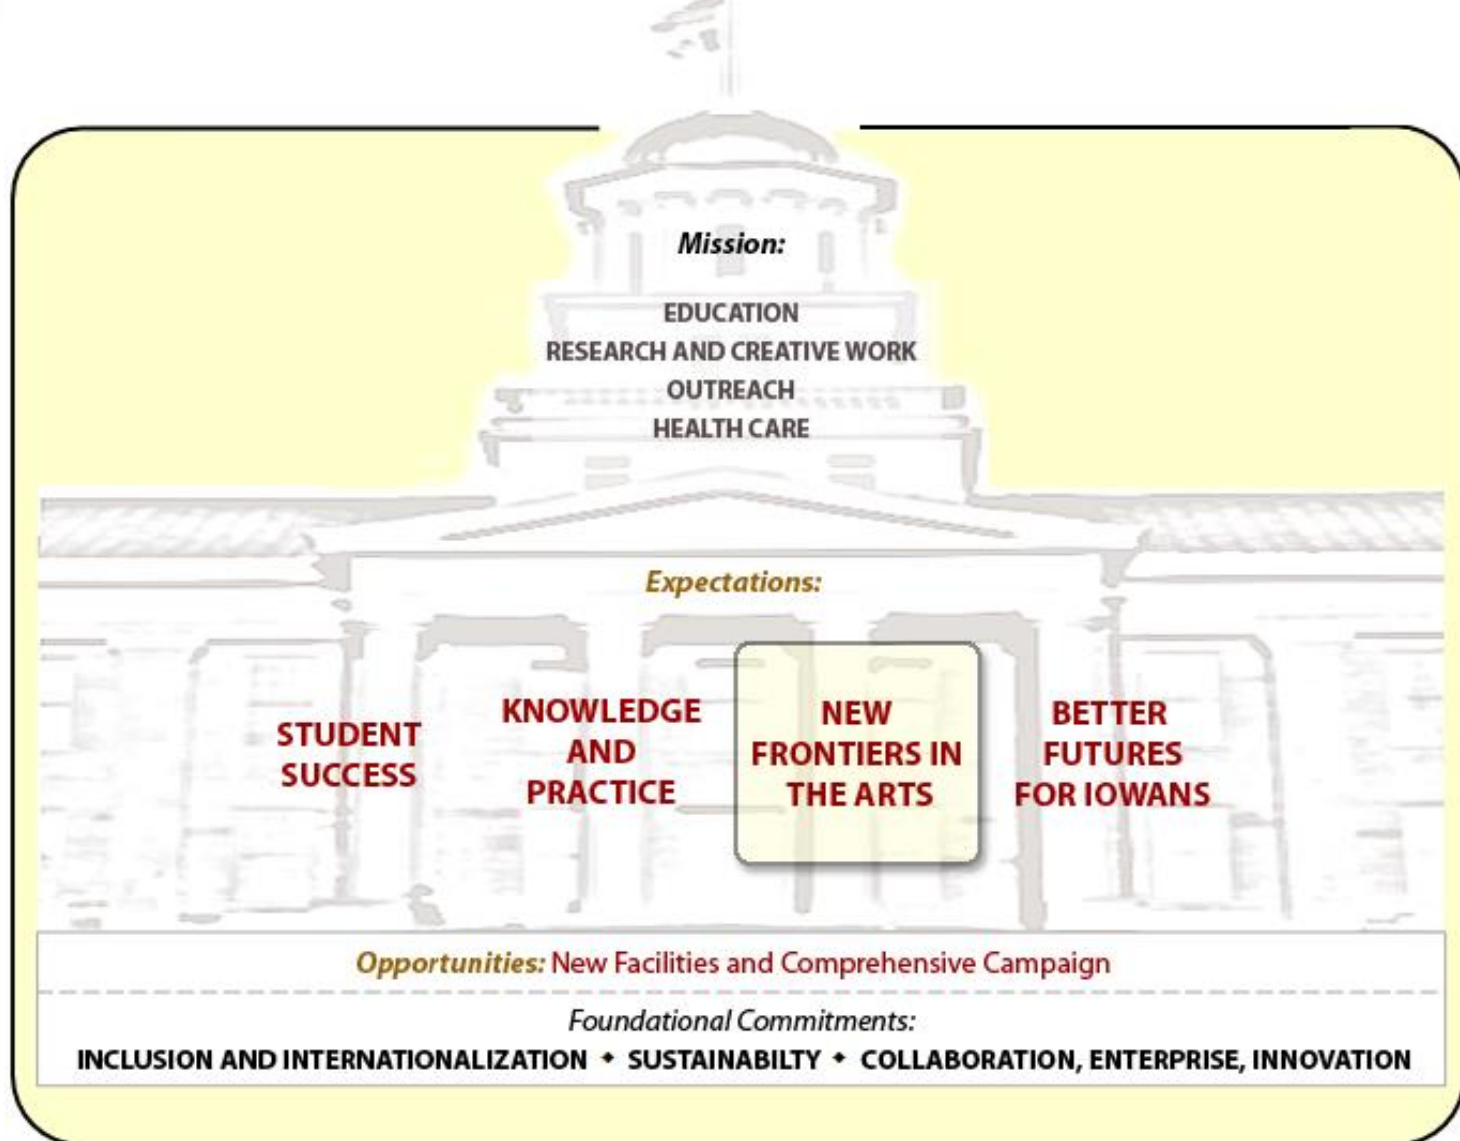 Mission:
EDUCATION
RESEARCH AND CREATIVE WORK
OUTREACH
HEALTH CARE
Expectations:
STUDENT
SUCCESS
KNOWLEDGE
AND
PRACTICE
NEW
FRONTIERS IN
THE ARTS
BETTER
FUTURES
FOR IOWANS
Opportunities: New Facilities and Comprehensive Campaign
Foundational Commitments:
INCLUSION AND INTERNATIONALIZATION ◆ SUSTAINABILTY ◆ COLLABORATION, ENTERPRISE, INNOVATION